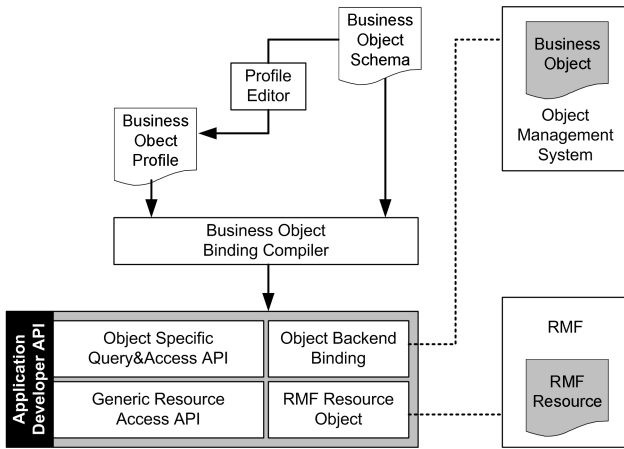 Business
Object
Schema
Profile
Editor
Business
Obect
Profile
Business Object
Binding Compiler
Application
Developer API
Object Specific
Query&Access API
Object Backend
Binding
Generic Resource
Access API
RMF Resource
Object
Business
Object
Object
Management
System
RMF
RMF
Resource